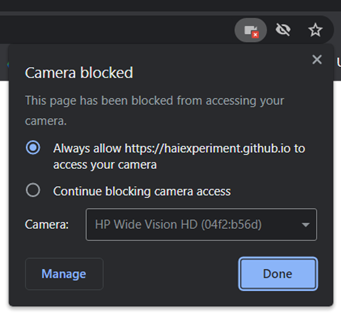 Camera blocked
This page has been blocked from accessing your
camera.
Always allow https://haiexperiment.github.io to
access your camera
Continue blocking camera access
Camera: HP Wide Vision HD (04f2:b56d)
Manage Done